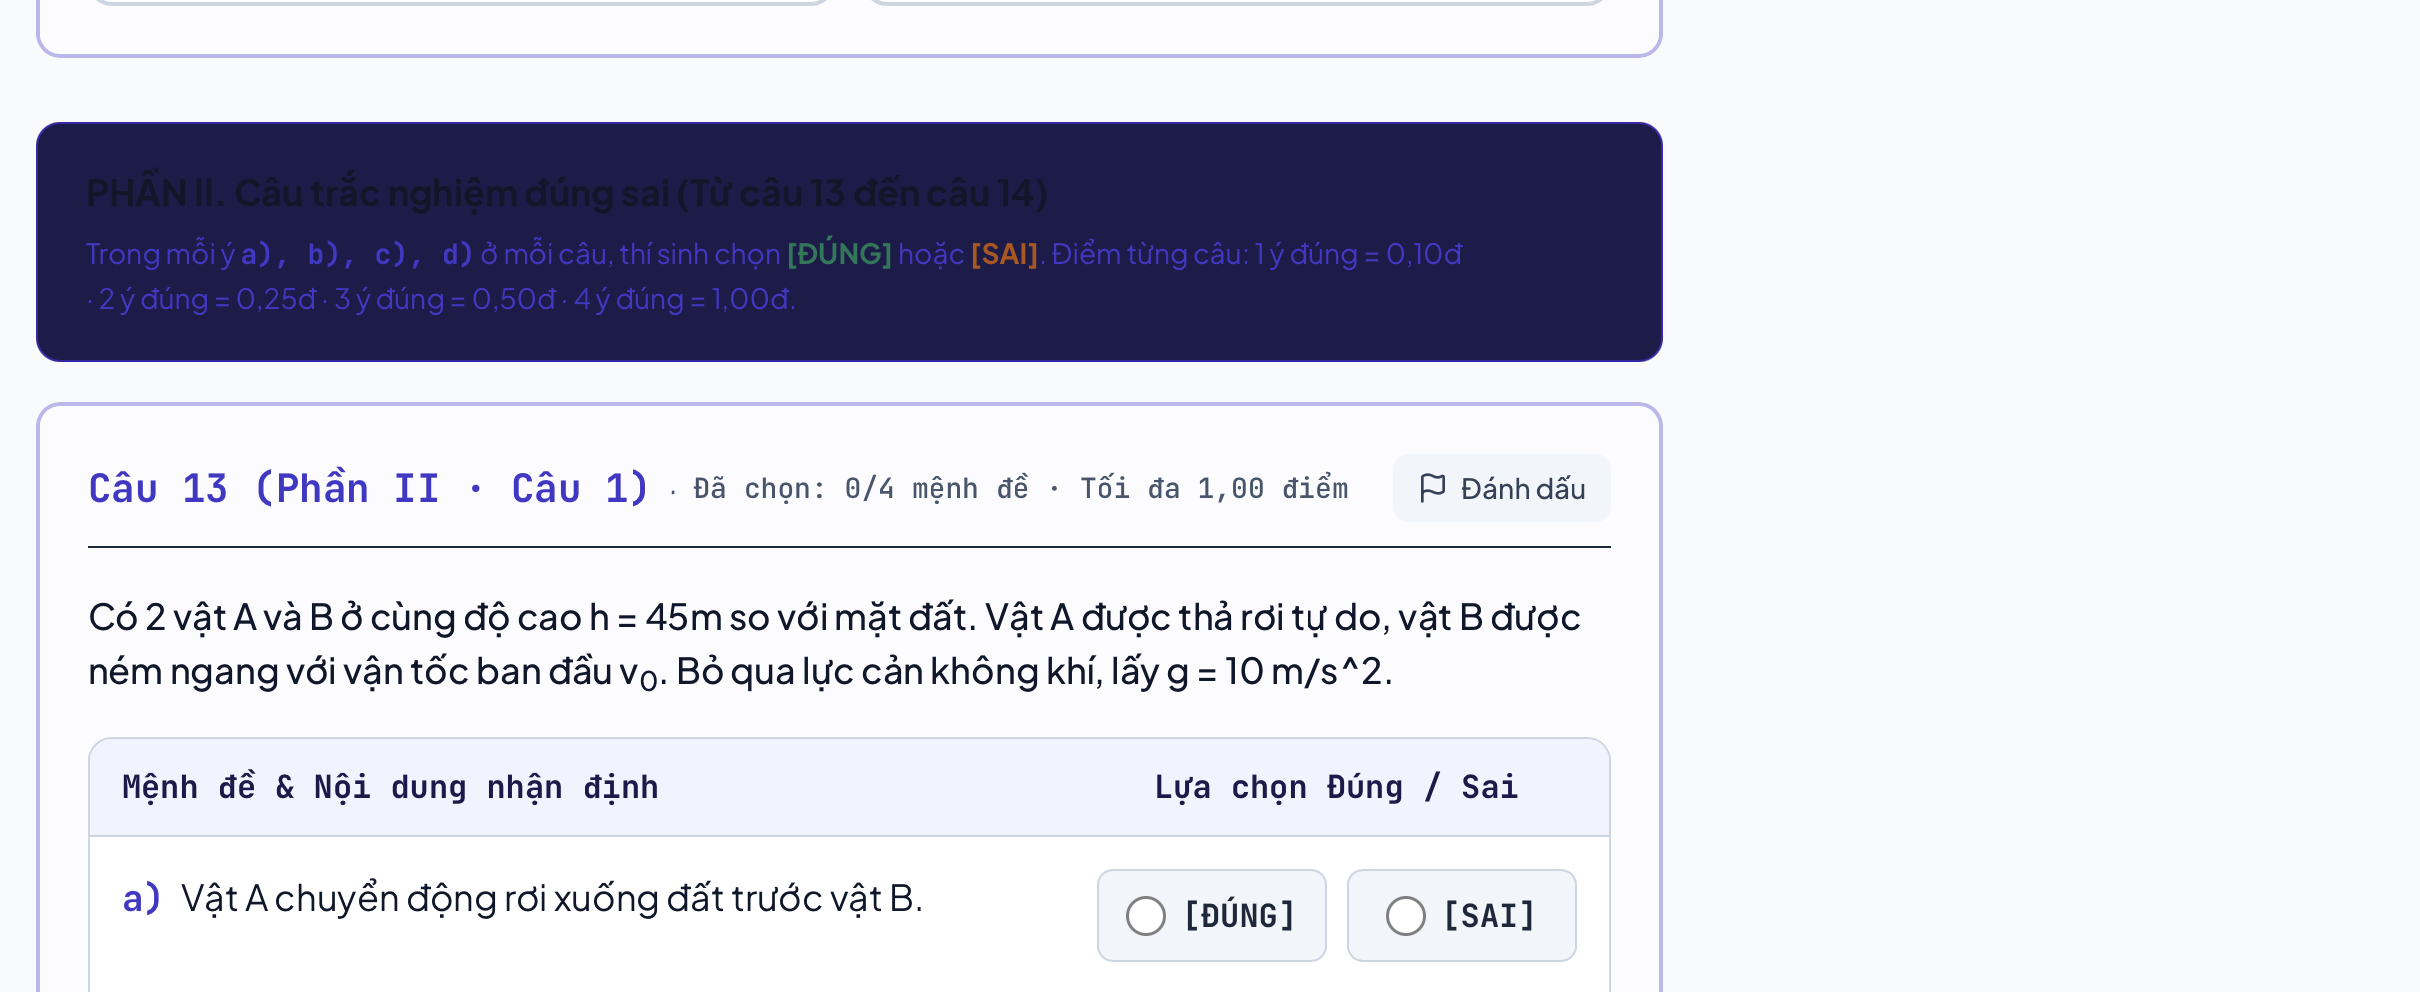 PHẦN II. Câu trắc nghiệm đúng sai (Từ câu 13 đến câu 14)
Trong mỗi ý a), b), c), d) ở mỗi câu, thí sinh chọn [ĐÚNG] hoặc [SAI]. Điểm từng câu: 1 ý đúng = 0,10đ
· 2 ý đúng = 0,25đ · 3 ý đúng = 0,50đ · 4 ý đúng = 1,00đ.
Câu 13 (Phần II · Câu 1) · Đã chọn: 0/4 mệnh đề · Tối đa 1,00 điểm Đánh dấu
Có 2 vật A và B ở cùng độ cao h = 45m so với mặt đất. Vật A được thả rơi tự do, vật B được
ném ngang với vận tốc ban đầu v₀. Bỏ qua lực cản không khí, lấy g = 10 m/s^2.
Mệnh đề & Nội dung nhận định Lựa chọn Đúng / Sai
a) Vật A chuyển động rơi xuống đất trước vật B. [ĐÚNG] [SAI]